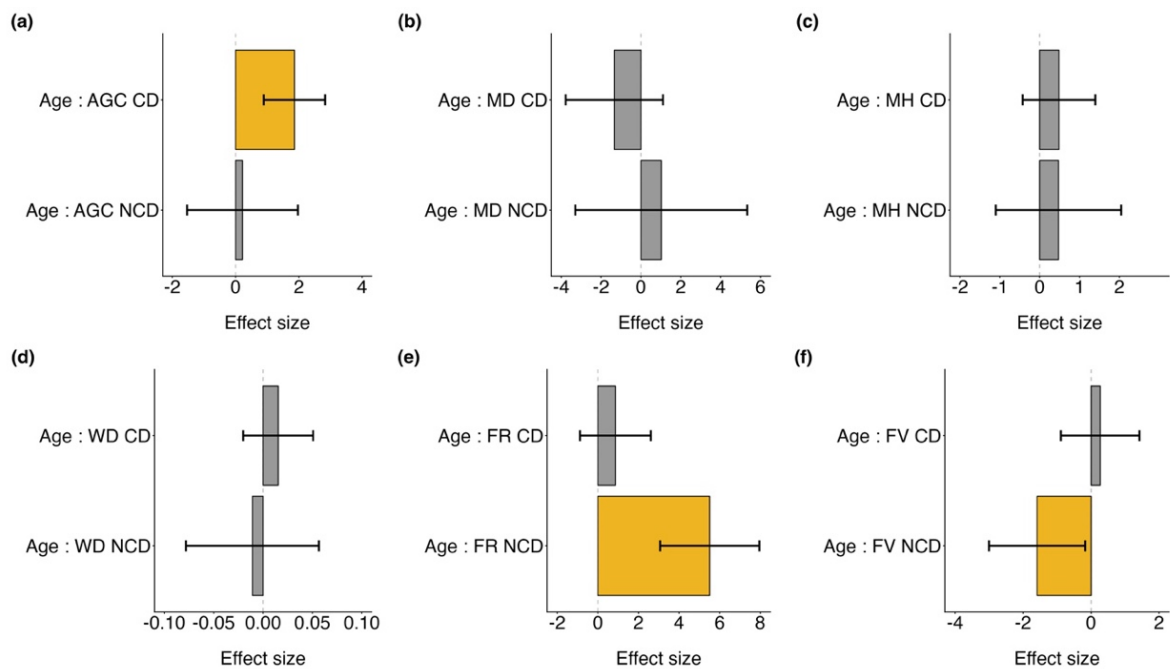 (a)
Age : AGC CD
Age : AGC NCD
-2 0 2 4
Effect size
(b)
Age : MD CD
Age : MD NCD
-4 -2 0 2 4 6
Effect size
(c)
Age : MH CD
Age : MH NCD
-2 -1 0 1 2
Effect size
(d)
Age : WD CD
Age : WD NCD
-0.10 -0.05 0.00 0.05 0.10
Effect size
(e)
Age : FR CD
Age : FR NCD
-2 0 2 4 6 8
Effect size
(f)
Age : FV CD
Age : FV NCD
-4 -2 0 2
Effect size